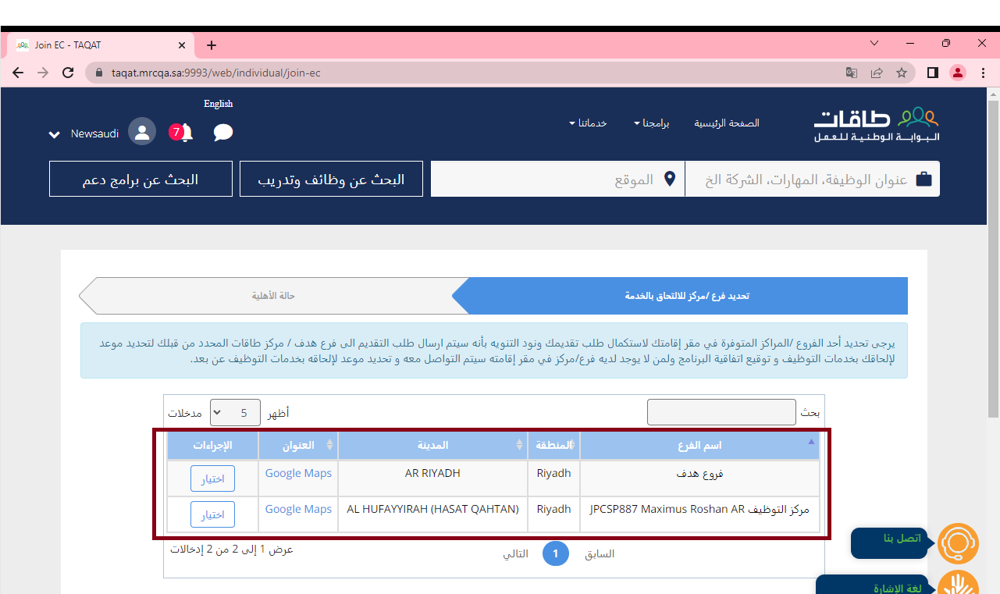 Join EC - TAQAT
taqat.mrcqa.sa:9993/web/individual/join-ec
English
طاقات
البوابة الوطنية للعمل
الصفحة الرئيسية
برامجنا
خدماتنا
7
Newsaudi
عنوان الوظيفة، المهارات، الشركة الخ
الموقع
البحث عن وظائف وتدريب
البحث عن برامج دعم
تحديد فرع /مركز للالتحاق بالخدمة
حالة الأهلية
يرجى تحديد أحد الفروع /المراكز المتوفرة في مقر إقامتك لاستكمال طلب تقديمك ونود التنويه بأنه سيتم ارسال طلب التقديم الى فرع هدف / مركز طاقات المحدد من قبلك لتحديد موعد
لإلحاقك بخدمات التوظيف و توقيع اتفاقية البرنامج ولمن لا يوجد لديه فرع/مركز في مقر إقامته سيتم التواصل معه و تحديد موعد لإلحاقه بخدمات التوظيف عن بعد.
بحث
أظهر 5 مدخلات
اسم الفرع المنطقة المدينة العنوان الإجراءات
فروع هدف Riyadh AR RIYADH Google Maps اختيار
مركز التوظيف JPCSP887 Maximus Roshan AR Riyadh AL HUFAYYIRAH (HASAT QAHTAN) Google Maps اختيار
السابق 1 التالي
عرض 1 إلى 2 من 2 إدخالات
اتصل بنا
لغة الإشارة